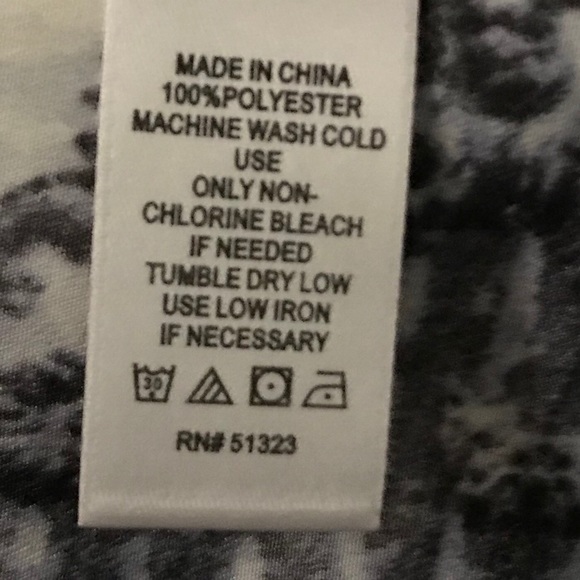 MADE IN CHINA
100%POLYESTER
MACHINE WASH COLD
USE
ONLY NON-
CHLORINE BLEACH
IF NEEDED
TUMBLE DRY LOW
USE LOW IRON
IF NECESSARY
30
RN# 51323